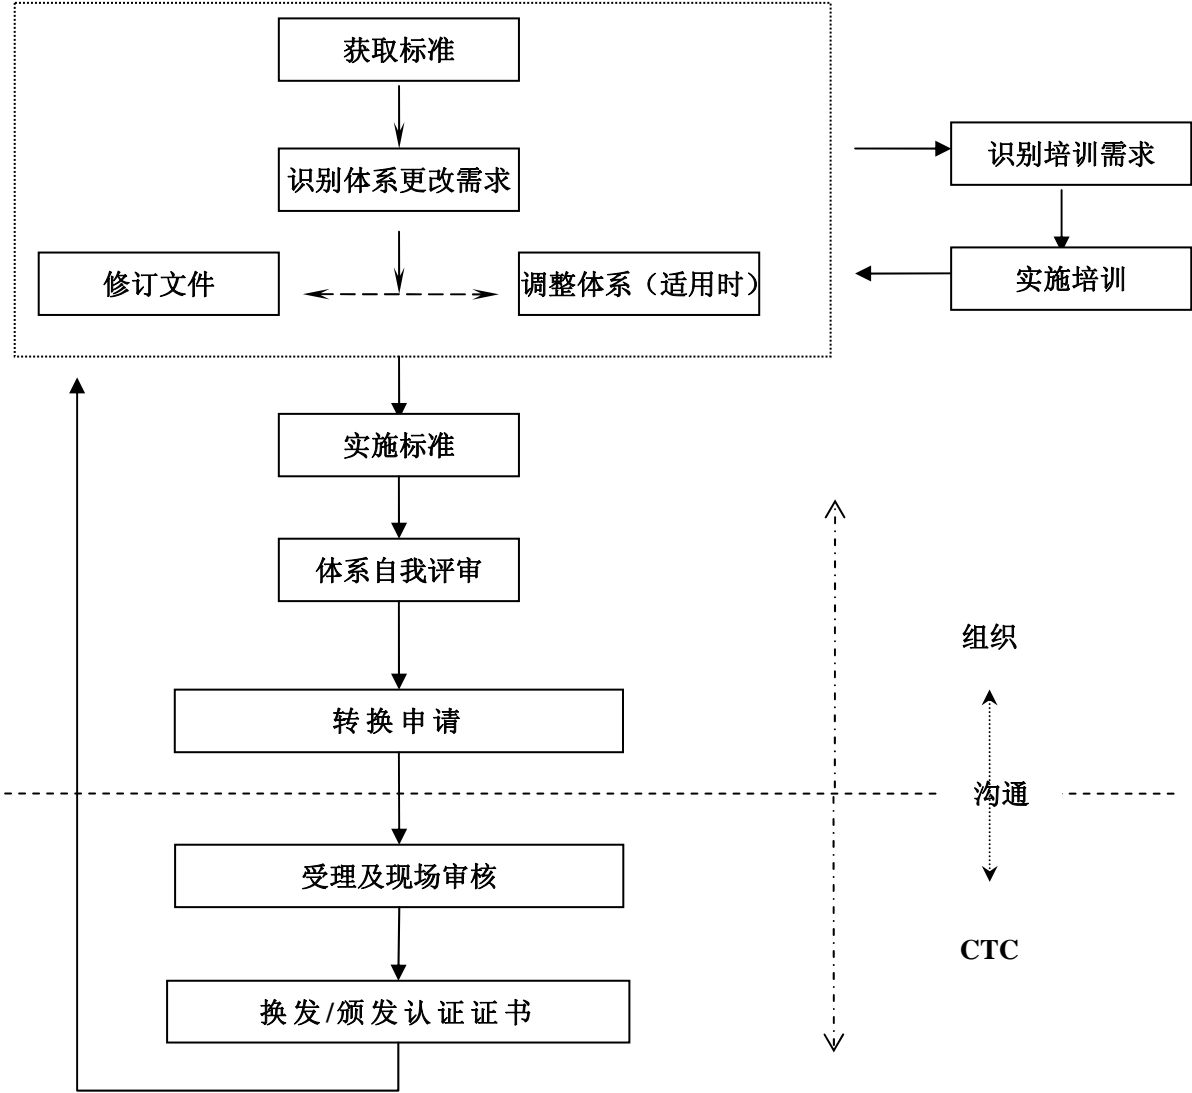 获取标准
识别体系更改需求
识别培训需求
修订文件
调整体系（适用时）
实施培训
实施标准
体系自我评审
组织
转换申请
沟通
受理及现场审核
CTC
换发/颁发认证证书